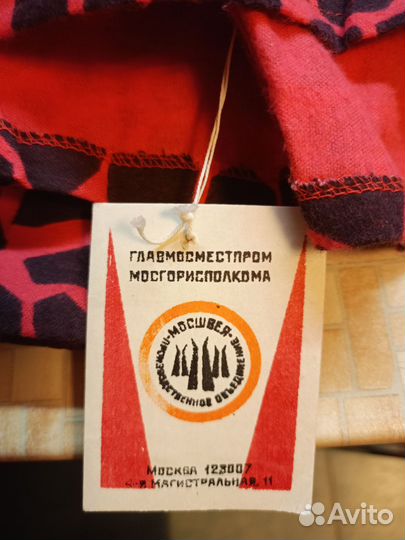 ГЛАВМОСМЕСТПРОМ
МОСГОРИСПОЛКОМА
"МОСШВЕЯ"
ПРОИЗВОДСТВЕННОЕ ОБЪЕДИНЕНИЕ
МОСКВА 123007
МАГИСТРАЛЬНАЯ, 11
Avito